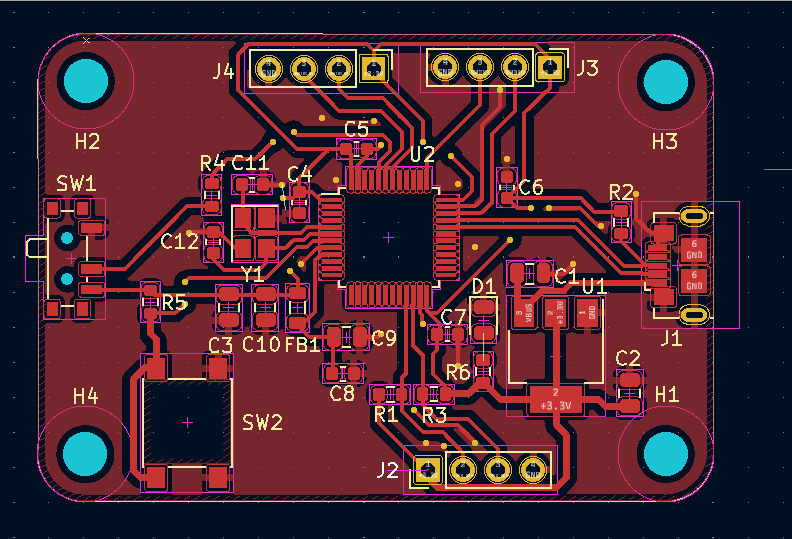 J4
J3
H2
C5
H3
U2
R4
C11
C4
SW1
C6
R2
C12
6
GND
6
GND
Y1
D1
C1
U1
R5
3
VBUS
2
+3.3V
1
GND
C3
C10
FB1
C9
C7
J1
C2
R6
C8
2
+3.3V
H4
H1
R1
R3
SW2
J2